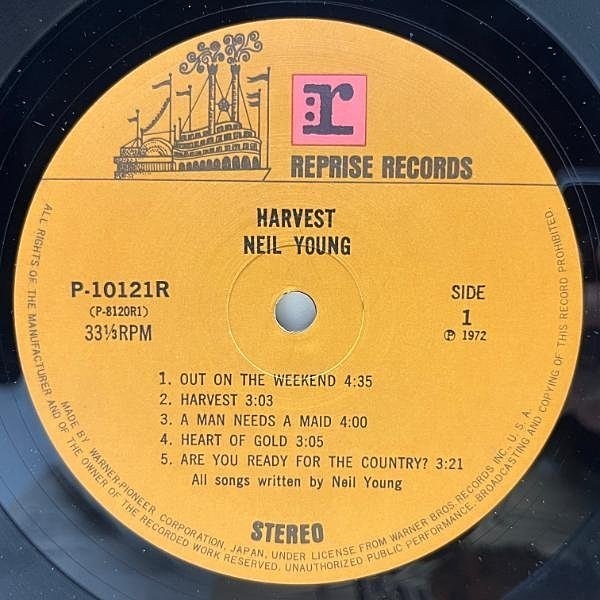 :r
REPRISE RECORDS
HARVEST
NEIL YOUNG
P-10121R
(P-8120R1)
33⅓RPM
SIDE
1
Ⓟ 1972
1. OUT ON THE WEEKEND 4:35
2. HARVEST 3:03
3. A MAN NEEDS A MAID 4:00
4. HEART OF GOLD 3:05
5. ARE YOU READY FOR THE COUNTRY? 3:21
All songs written by Neil Young
STEREO
ALL RIGHTS OF THE MANUFACTURER AND OF THE OWNER OF THE RECORDED WORK RESERVED. UNAUTHORIZED PUBLIC PERFORMANCE, BROADCASTING AND COPYING OF THIS RECORD PROHIBITED.
MADE BY WARNER-PIONEER CORPORATION, JAPAN, UNDER LICENSE FROM WARNER BROS. RECORDS INC., U.S.A.